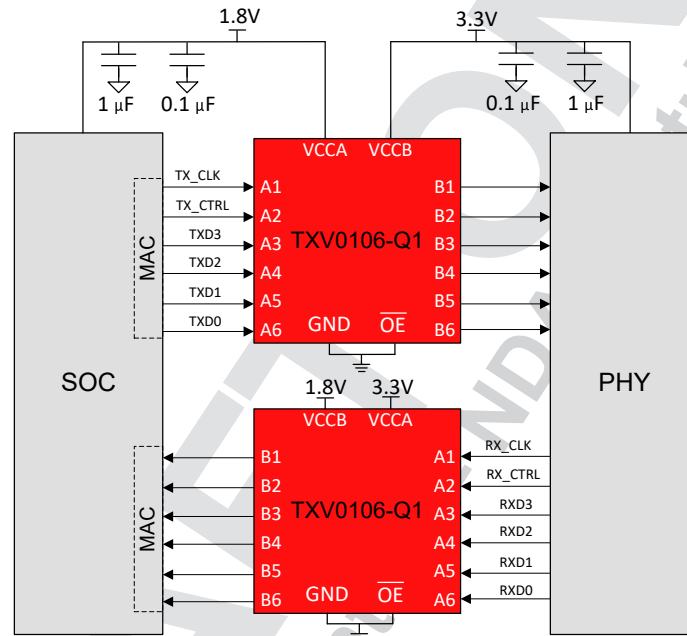 1.8V
3.3V
1 µF
0.1 µF
0.1 µF
1 µF
VCCA
VCCB
TX_CLK
A1
B1
TX_CTRL
A2
B2
TXD3
A3
TXV0106-Q1
B3
TXD2
A4
B4
TXD1
A5
B5
TXD0
A6
GND
OE
B6
MAC
SOC
PHY
1.8V
3.3V
VCCB
VCCA
B1
A1
RX_CLK
B2
A2
RX_CTRL
B3
TXV0106-Q1
A3
RXD3
B4
A4
RXD2
B5
A5
RXD1
B6
GND
OE
A6
RXD0
MAC
NDA